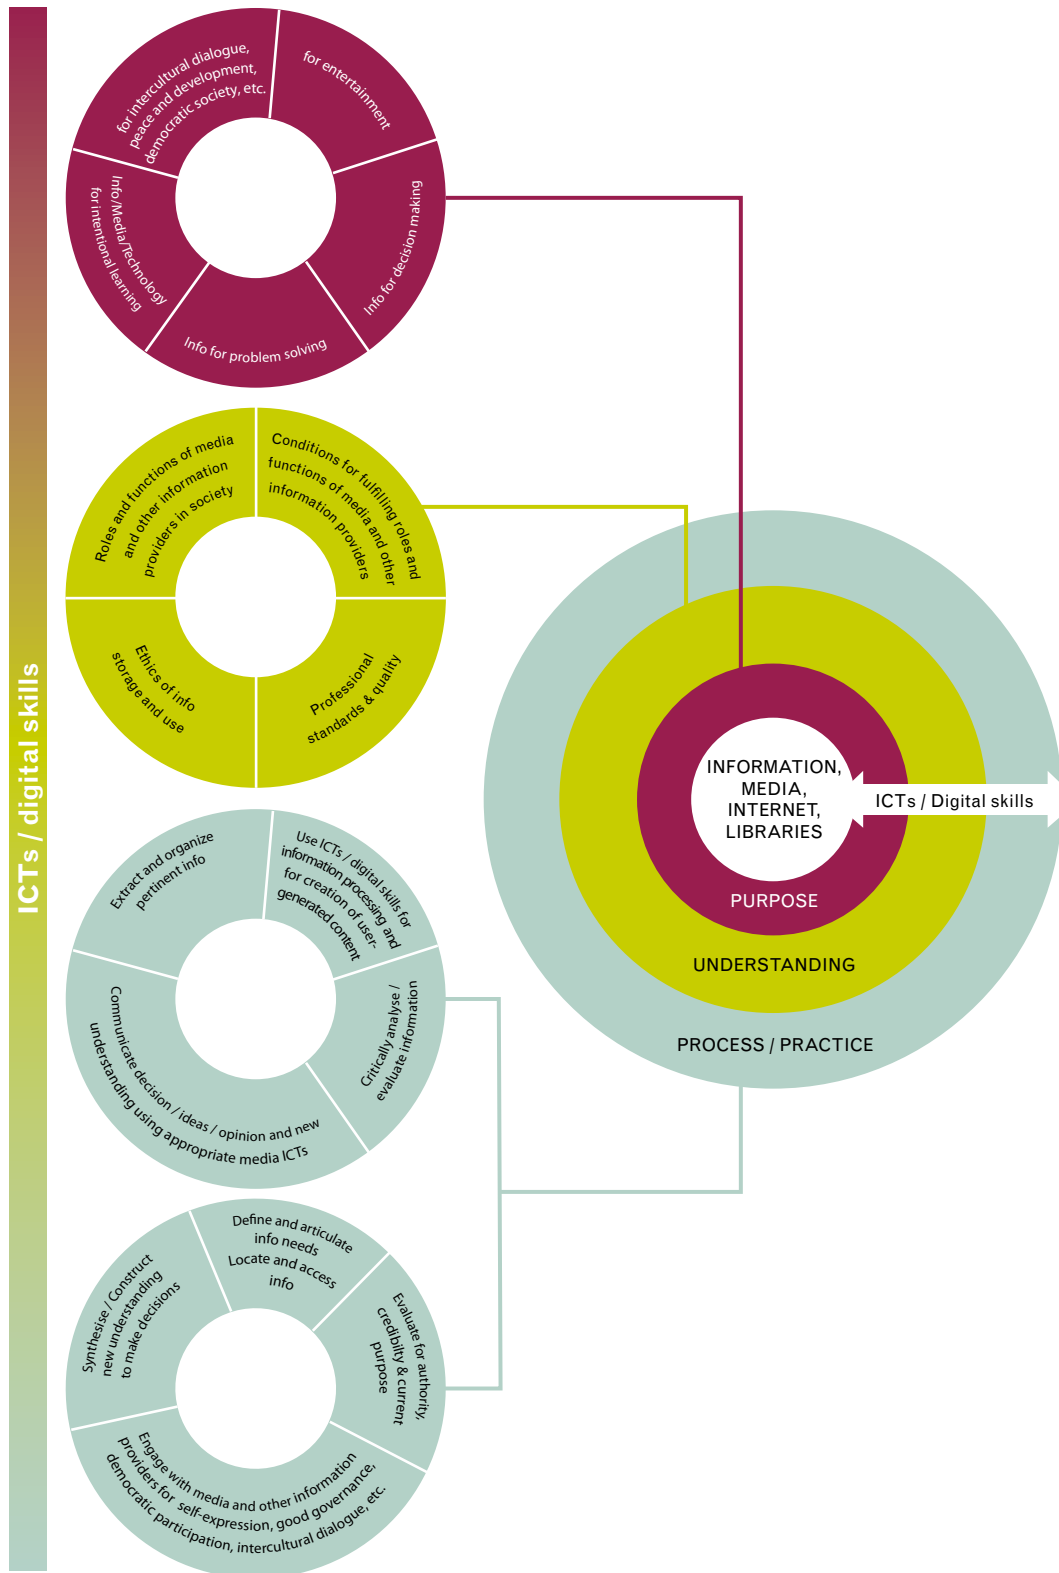 ICTs / digital skills
for intercultural dialogue,
peace and development,
democratic society, etc.
for entertainment
Info for decision making
Info for problem solving
Info/Media/Technology
for intentional learning
Roles and functions of media
and other information
providers in society
Conditions for fulfilling roles and
functions of media and other
information providers
Professional
standards & quality
Ethics of info
storage and use
Extract and organize
pertinent info
Use ICTs / digital skills for
information processing and
for creation of user-
generated content
Critically analyse /
evaluate information
Communicate decision / ideas / opinion and new
understanding using appropriate media ICTs
Synthesise / Construct
new understanding
to make decisions
Define and articulate
info needs
Locate and access
info
Evaluate for authority,
credibilty & current
purpose
Engage with media and other information
providers for self-expression, good governance,
democratic participation, intercultural dialogue, etc.
INFORMATION,
MEDIA,
INTERNET,
LIBRARIES
ICTs / Digital skills
PURPOSE
UNDERSTANDING
PROCESS / PRACTICE